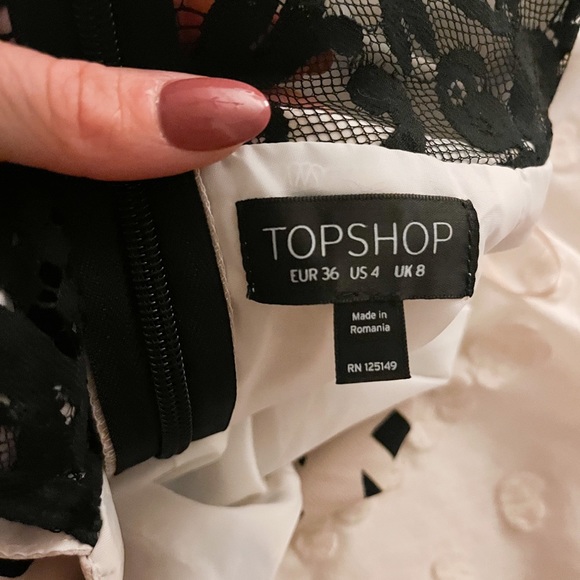 TOPSHOP
EUR 36 US 4 UK 8
Made in
Romania
RN 125149